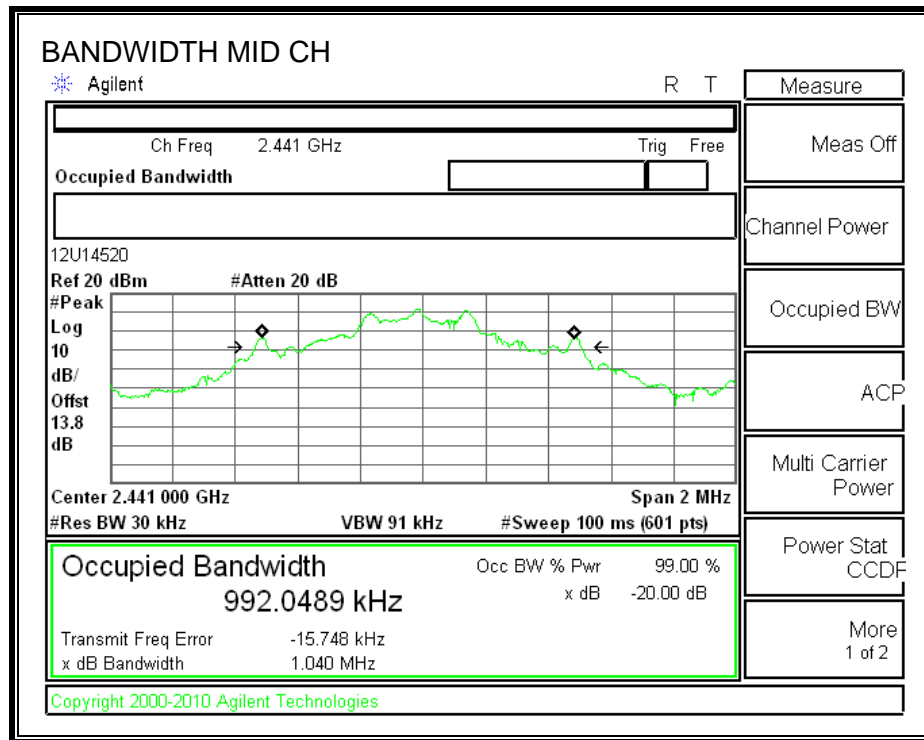 BANDWIDTH MID CH
Agilent R T
Measure
Ch Freq 2.441 GHz Trig Free
Meas Off
Occupied Bandwidth
Channel Power
12U14520
Ref 20 dBm #Atten 20 dB
#Peak
Log
10
dB/
Offst
13.8
dB
Occupied BW
ACP
Multi Carrier
Power
Center 2.441 000 GHz Span 2 MHz
#Res BW 30 kHz VBW 91 kHz #Sweep 100 ms (601 pts)
Power Stat
CCDF
Occupied Bandwidth Occ BW % Pwr 99.00 %
992.0489 kHz x dB -20.00 dB
More
1 of 2
Transmit Freq Error -15.748 kHz
x dB Bandwidth 1.040 MHz
Copyright 2000-2010 Agilent Technologies